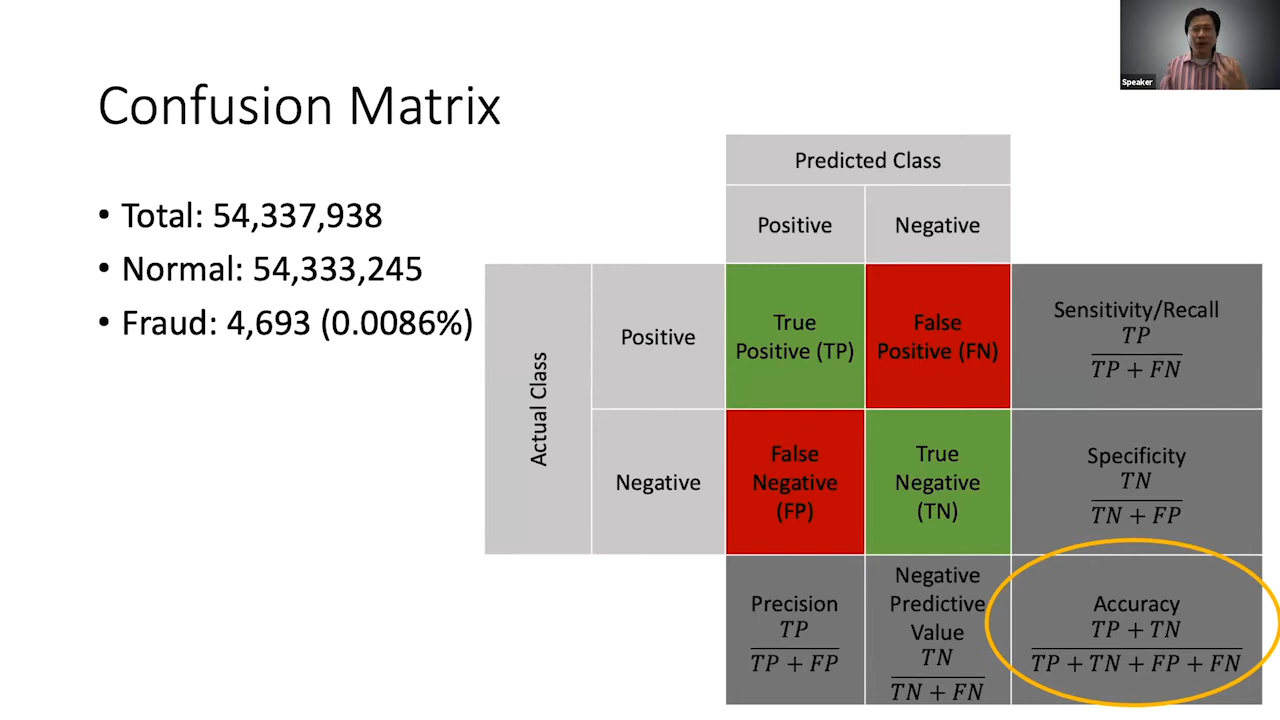 Speaker
Confusion Matrix
• Total: 54,337,938
• Normal: 54,333,245
• Fraud: 4,693 (0.0086%)
Predicted Class
Positive
Negative
Actual Class
Positive
True
Positive (TP)
False
Positive (FN)
Sensitivity/Recall
TP
TP + FN
Negative
False
Negative
(FP)
True
Negative
(TN)
Specificity
TN
TN + FP
Precision
TP
TP + FP
Negative
Predictive
Value
TN
TN + FN
Accuracy
TP + TN
TP + TN + FP + FN